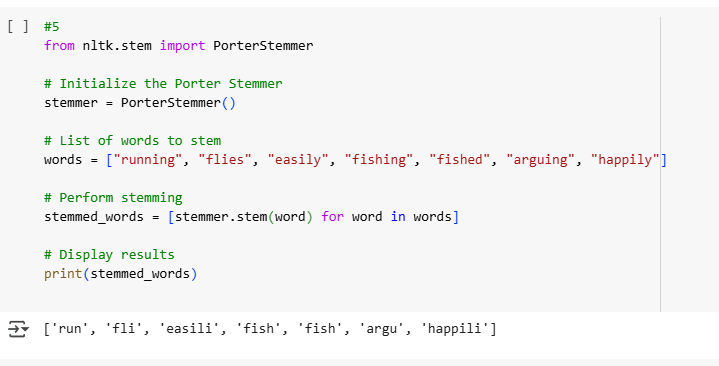 [ ] #5
from nltk.stem import PorterStemmer
# Initialize the Porter Stemmer
stemmer = PorterStemmer()
# List of words to stem
words = ["running", "flies", "easily", "fishing", "fished", "arguing", "happily"]
# Perform stemming
stemmed_words = [stemmer.stem(word) for word in words]
# Display results
print(stemmed_words)
['run', 'fli', 'easili', 'fish', 'fish', 'argu', 'happili']